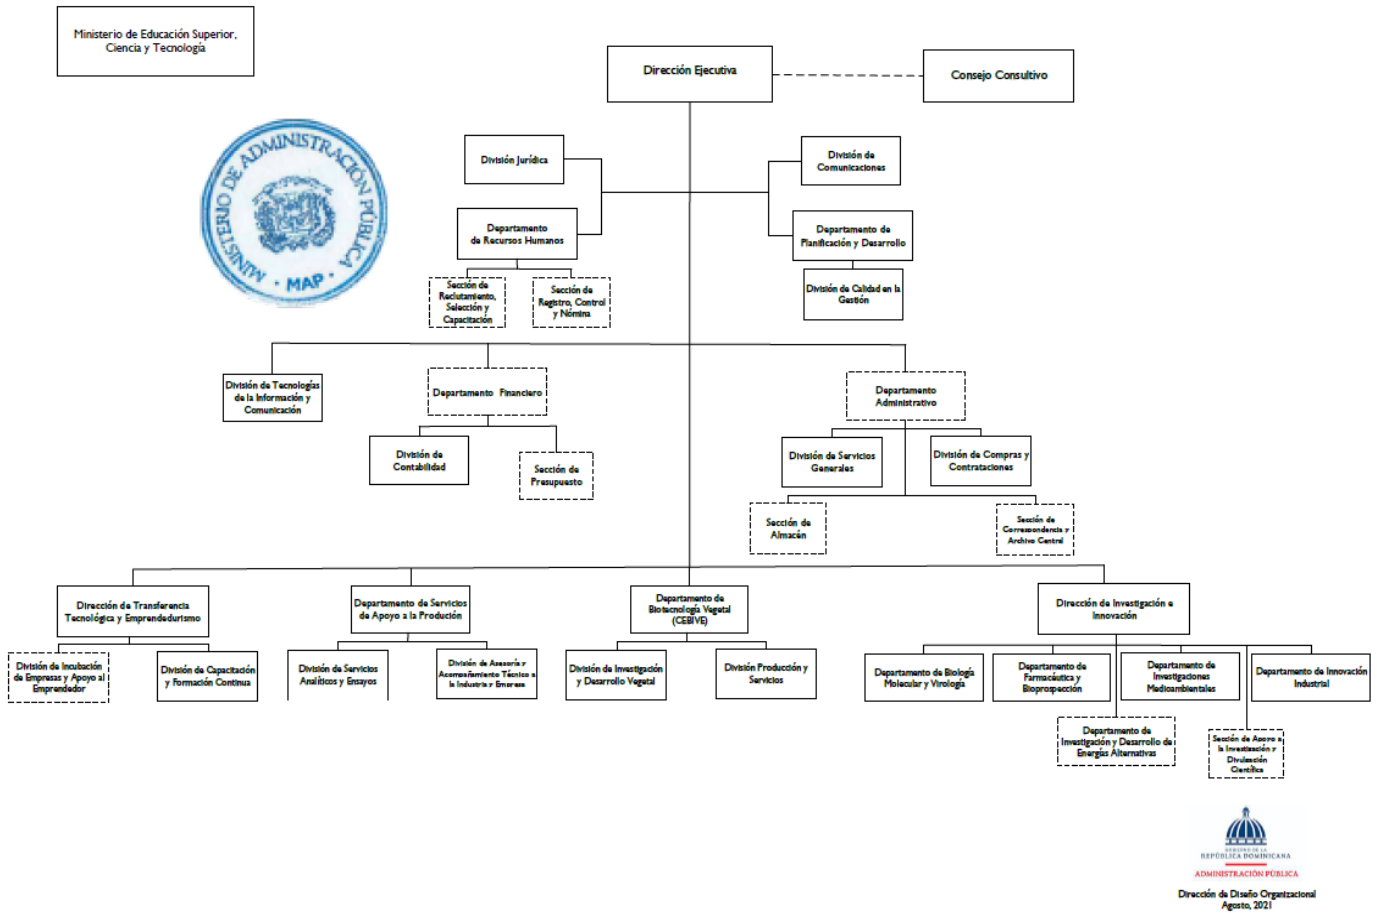 Ministerio de Educación Superior,
Ciencia y Tecnología
Dirección Ejecutiva
Consejo Consultivo
MINISTERIO DE ADMINISTRACIÓN PÚBLICA
· MAP ·
División Jurídica
División de
Comunicaciones
Departamento
de Recursos Humanos
Departamento de
Planificación y Desarrollo
Sección de
Reclutamiento,
Selección y
Capacitación
Sección de
Registro, Control
y Nómina
División de Calidad en la
Gestión
División de Tecnologías
de la Información y
Comunicación
Departamento Financiero
Departamento
Administrativo
División de
Contabilidad
Sección de
Presupuesto
División de Servicios
Generales
División de Compras y
Contrataciones
Sección de
Almacén
Sección de
Correspondencia y
Archivo Central
Dirección de Transferencia
Tecnológica y Emprendedurismo
Departamento de Servicios
de Apoyo a la Produción
Departamento de
Biotecnología Vegetal
(CEBIVE)
Dirección de Investigación e
Innovación
División de Incubación
de Empresas y Apoyo al
Emprendedor
División de Capacitación
y Formación Continua
División de Servicios
Analíticos y Ensayos
División de Asesoría y
Acompañamiento Técnico a
la Industria y Empresa
División de Investigación
y Desarrollo Vegetal
División Producción y
Servicios
Departamento de Biología
Molecular y Virología
Departamento de
Farmacéutica y
Bioprospección
Departamento de
Investigaciones
Medioambientales
Departamento de Innovación
Industrial
Departamento de
Investigación y Desarrollo de
Energías Alternativas
Sección de Apoyo a
la Investigación y
Divulgación
Científica
GOBIERNO DE LA
REPÚBLICA DOMINICANA
ADMINISTRACIÓN PÚBLICA
Dirección de Diseño Organizacional
Agosto, 2021